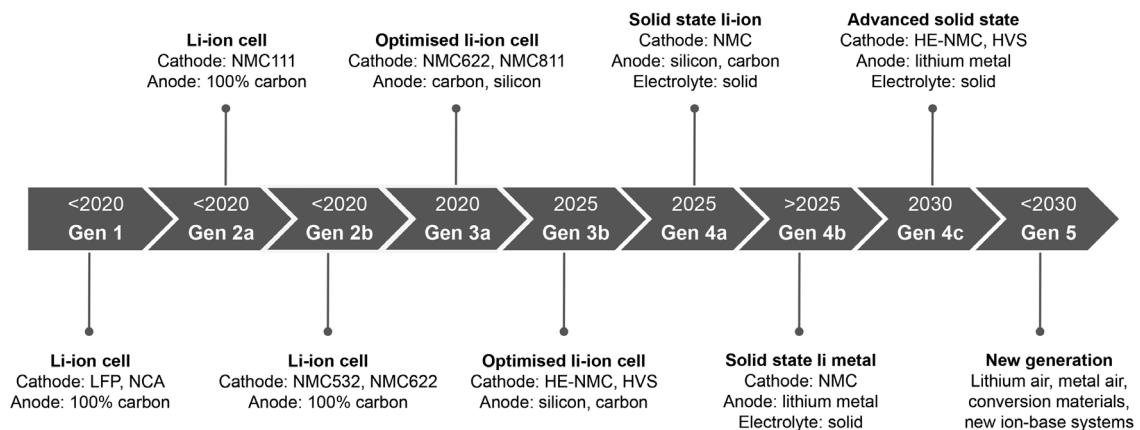 Li-ion cell
Cathode: NMC111
Anode: 100% carbon
Optimised li-ion cell
Cathode: NMC622, NMC811
Anode: carbon, silicon
Solid state li-ion
Cathode: NMC
Anode: silicon, carbon
Electrolyte: solid
Advanced solid state
Cathode: HE-NMC, HVS
Anode: lithium metal
Electrolyte: solid
<2020
Gen 1
<2020
Gen 2a
<2020
Gen 2b
2020
Gen 3a
2025
Gen 3b
2025
Gen 4a
>2025
Gen 4b
2030
Gen 4c
<2030
Gen 5
Li-ion cell
Cathode: LFP, NCA
Anode: 100% carbon
Li-ion cell
Cathode: NMC532, NMC622
Anode: 100% carbon
Optimised li-ion cell
Cathode: HE-NMC, HVS
Anode: silicon, carbon
Solid state li metal
Cathode: NMC
Anode: lithium metal
Electrolyte: solid
New generation
Lithium air, metal air,
conversion materials,
new ion-base systems